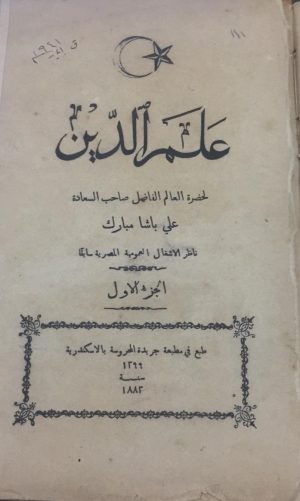 علم الدين
لحضرة العالم الفاضل صاحب السعادة
علي باشا مبارك
ناظر الاشغال العمومية المصرية سابقًا
الجزء الاول
طبع في مطبعة جريدة المحروسة بالاسكندرية
١٢٩٩
سنة
١٨٨٢